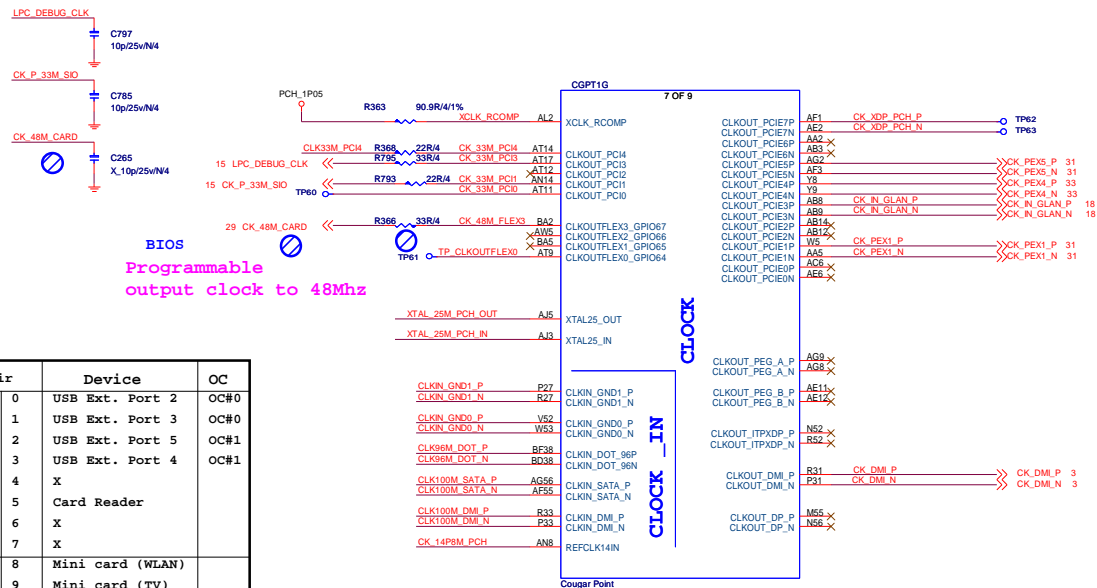 LPC_DEBUG_CLK
C797
10p/25v/N/4
CK_P_33M_SIO
C785
10p/25v/N/4
CK_48M_CARD
C265
X_10p/25v/N/4
PCH_1P05
R363 90.9R/4/1%
XCLK_RCOMP AL2
CLK33M_PCI4 R368 22R/4 CK_33M_PCI4 AT14
15 LPC_DEBUG_CLK R795 33R/4 CK_33M_PCI3 AT17
AT12
15 CK_P_33M_SIO R793 22R/4 CK_33M_PCI1 AN14
TP60 CK_33M_PCI0 AT11
29 CK_48M_CARD R366 33R/4 CK_48M_FLEX3 BA2
AW5
BA5
TP61 TP_CLKOUTFLEX0 AT9
BIOS
Programmable
output clock to 48Mhz
XTAL_25M_PCH_OUT AJ5
XTAL_25M_PCH_IN AJ3
CLKIN_GND1_P P27
CLKIN_GND1_N R27
CLKIN_GND0_P V52
CLKIN_GND0_N W53
CLK96M_DOT_P BF38
CLK96M_DOT_N BD38
CLK100M_SATA_P AG56
CLK100M_SATA_N AF55
CLK100M_DMI_P R33
CLK100M_DMI_N P33
CK_14P8M_PCH AN8
CGPT1G
7 OF 9
XCLK_RCOMP
CLKOUT_PCI4
CLKOUT_PCI3
CLKOUT_PCI2
CLKOUT_PCI1
CLKOUT_PCI0
CLKOUTFLEX3_GPIO67
CLKOUTFLEX2_GPIO66
CLKOUTFLEX1_GPIO65
CLKOUTFLEX0_GPIO64
XTAL25_OUT
XTAL25_IN
CLKIN_GND1_P
CLKIN_GND1_N
CLKIN_GND0_P
CLKIN_GND0_N
CLKIN_DOT_96P
CLKIN_DOT_96N
CLKIN_SATA_P
CLKIN_SATA_N
CLKIN_DMI_P
CLKIN_DMI_N
REFCLK14IN
CLOCK
CLOCK _IN
CLKOUT_PCIE7P AF1 CK_XDP_PCH_P TP62
CLKOUT_PCIE7N AE2 CK_XDP_PCH_N TP63
CLKOUT_PCIE6P AA2
CLKOUT_PCIE6N AB3
CLKOUT_PCIE5P AG2 CK_PEX5_P 31
CLKOUT_PCIE5N AF3 CK_PEX5_N 31
CLKOUT_PCIE4P Y8 CK_PEX4_P 33
CLKOUT_PCIE4N Y9 CK_PEX4_N 33
CLKOUT_PCIE3P AB8 CK_IN_GLAN_P CK_IN_GLAN_P 18
CLKOUT_PCIE3N AB9 CK_IN_GLAN_N CK_IN_GLAN_N 18
CLKOUT_PCIE2P AB14
CLKOUT_PCIE2N AB12
CLKOUT_PCIE1P W5 CK_PEX1_P CK_PEX1_P 31
CLKOUT_PCIE1N AA5 CK_PEX1_N CK_PEX1_N 31
CLKOUT_PCIE0P AC6
CLKOUT_PCIE0N AE6
CLKOUT_PEG_A_P AG9
CLKOUT_PEG_A_N AG8
CLKOUT_PEG_B_P AE11
CLKOUT_PEG_B_N AE12
CLKOUT_ITPXDP_P N52
CLKOUT_ITPXDP_N R52
CLKOUT_DMI_P R31 CK_DMI_P CK_DMI_P 3
CLKOUT_DMI_N P31 CK_DMI_N CK_DMI_N 3
CLKOUT_DP_P M55
CLKOUT_DP_N N56
Cougar Point
ir Device OC
0 USB Ext. Port 2 OC#0
1 USB Ext. Port 3 OC#0
2 USB Ext. Port 5 OC#1
3 USB Ext. Port 4 OC#1
4 X
5 Card Reader
6 X
7 X
8 Mini card (WLAN)
9 Mini card (TV)